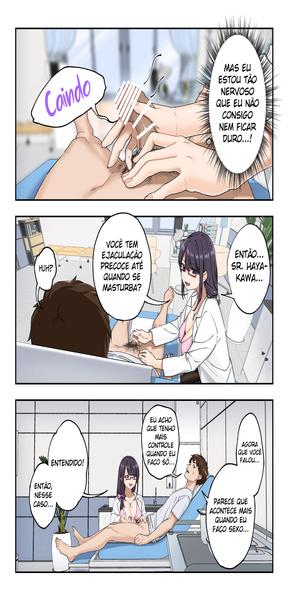 MAS EU
ESTOU TÃO
NERVOSO
QUE EU NÃO
CONSIGO
NEM FICAR
DURO...!
Caindo
ENTÃO...
SR. HAYA-
KAWA...
VOCÊ TEM
EJACULAÇÃO
PRECOCE ATÉ
QUANDO SE
MASTURBA?
HUH?
AGORA
QUE VOCÊ
FALOU...
PARECE QUE
ACONTECE MAIS
QUANDO EU
FAÇO SEXO...
EU ACHO
QUE TENHO
MAIS
CONTROLE
QUANDO EU
FAÇO SÓ...
ENTENDIDO!
ENTÃO,
NESSE
CASO...